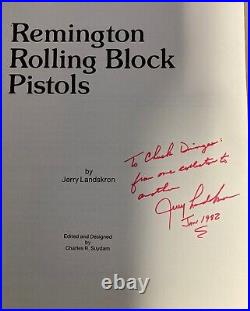 Remington
Rolling Block
Pistols
by
Jerry Landskron
To Chuck
from one collector to
another
Jerry Landskron
Jan 1982
Edited and Designed
by
Charles R. Suydam